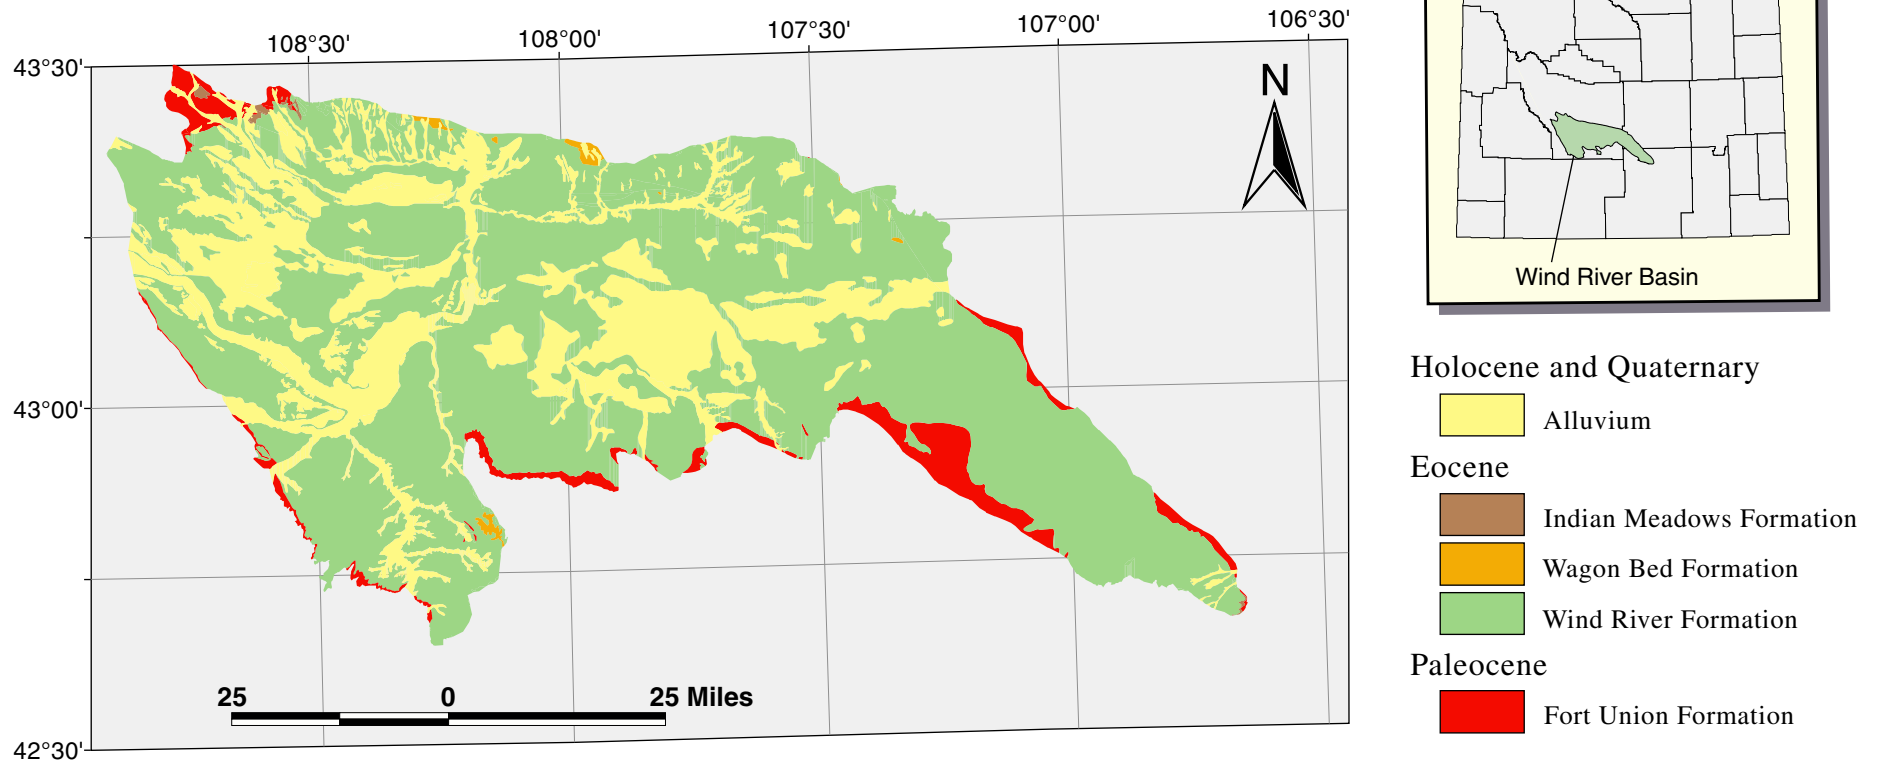 108°30'
108°00'
107°30'
107°00'
106°30'
43°30'
N
43°00'
25 0 25 Miles
42°30'
Wind River Basin
Holocene and Quaternary
Alluvium
Eocene
Indian Meadows Formation
Wagon Bed Formation
Wind River Formation
Paleocene
Fort Union Formation